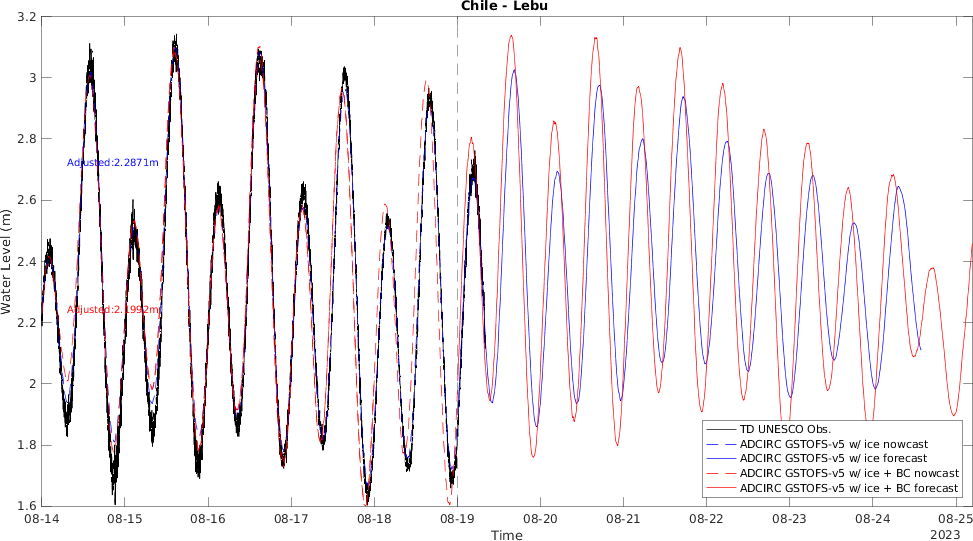 Chile - Lebu
3.2
3
2.8
2.6
2.4
2.2
2
1.8
1.6
Water Level (m)
Adjusted:2.2871m
Adjusted:2.1992m
TD UNESCO Obs.
ADCIRC GSTOFS-v5 w/ ice nowcast
ADCIRC GSTOFS-v5 w/ ice forecast
ADCIRC GSTOFS-v5 w/ ice + BC nowcast
ADCIRC GSTOFS-v5 w/ ice + BC forecast
08-14 08-15 08-16 08-17 08-18 08-19 08-20 08-21 08-22 08-23 08-24 08-25
Time
2023